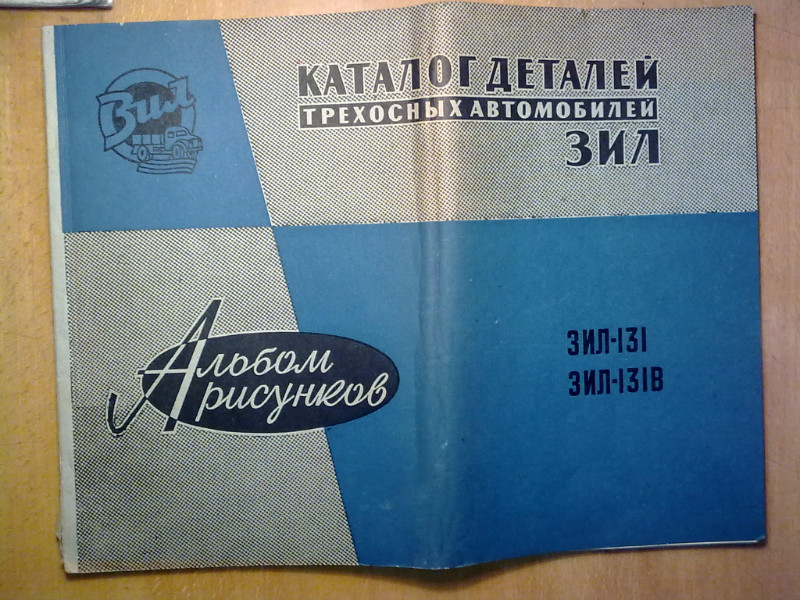 ЗИЛ
КАТАЛОГ ДЕТАЛЕЙ
ТРЕХОСНЫХ АВТОМОБИЛЕЙ
ЗИЛ
Альбом
рисунков
ЗИЛ-131
ЗИЛ-131В